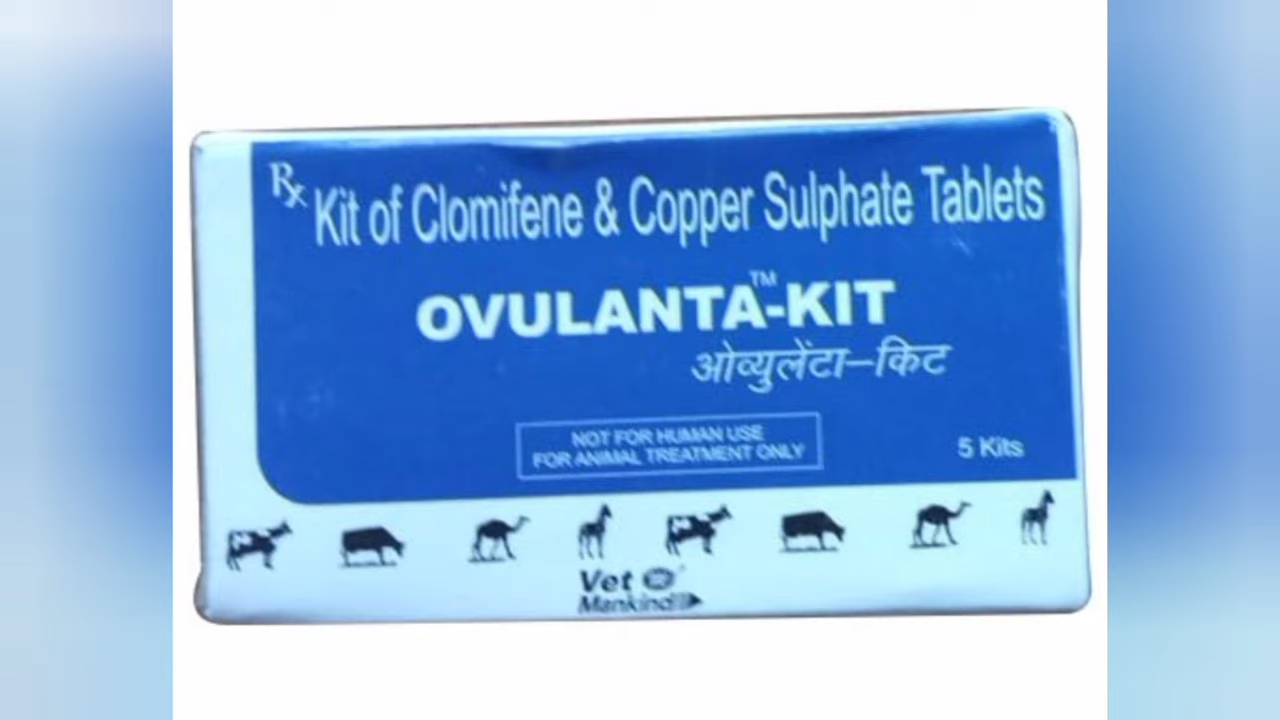 Rx Kit of Clomifene & Copper Sulphate Tablets
OVULANTA™-KIT
ओव्युलेंटा–किट
NOT FOR HUMAN USE
FOR ANIMAL TREATMENT ONLY
5 Kits
Vet
Mankind